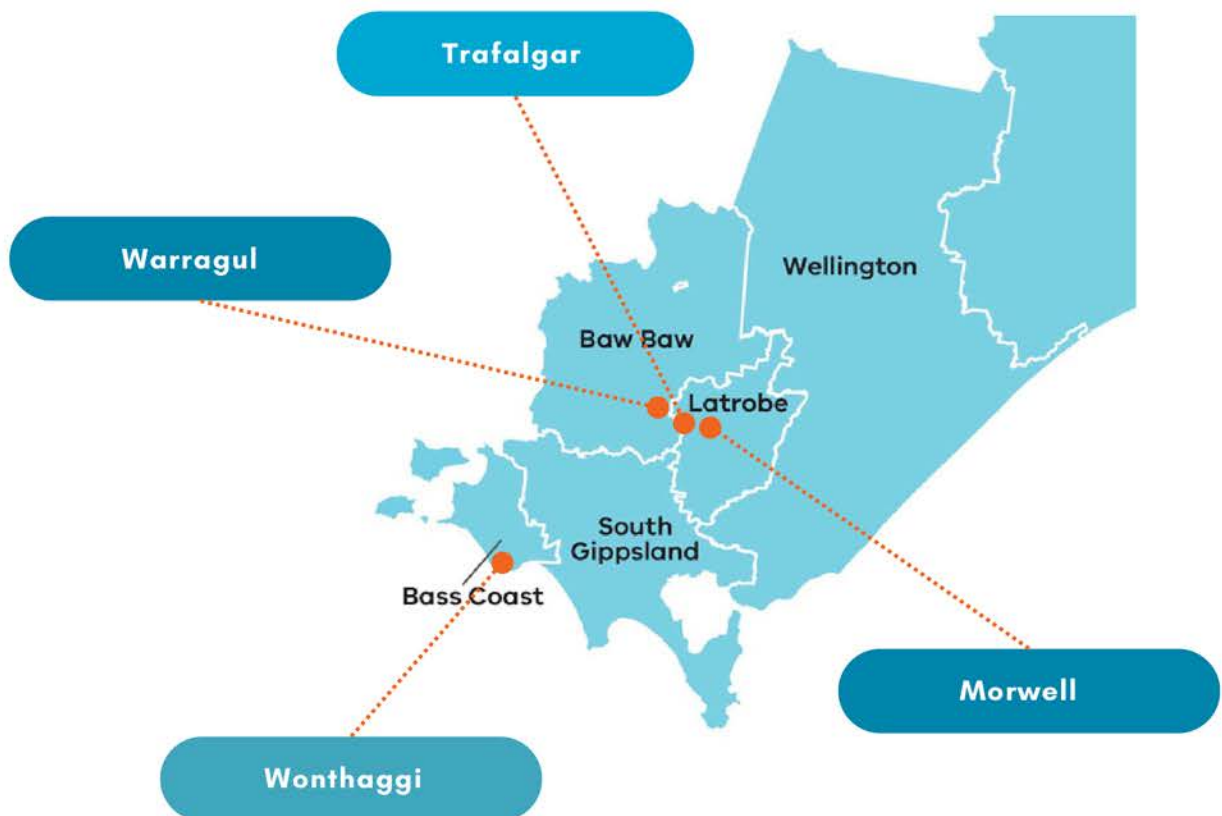 Trafalgar
Warragul
Wellington
Baw Baw
Latrobe
South
Gippsland
Bass Coast
Morwell
Wonthaggi